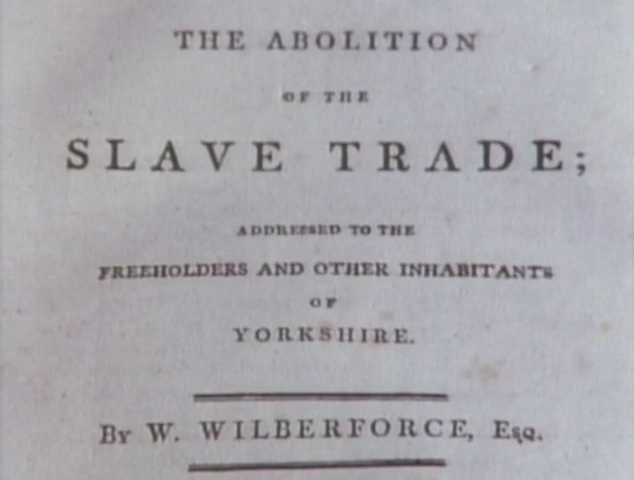 THE ABOLITION
OF THE
SLAVE TRADE;
ADDRESSED TO THE
FREEHOLDERS AND OTHER INHABITANTS
OF
YORKSHIRE.
BY W. WILBERFORCE, ESQ.